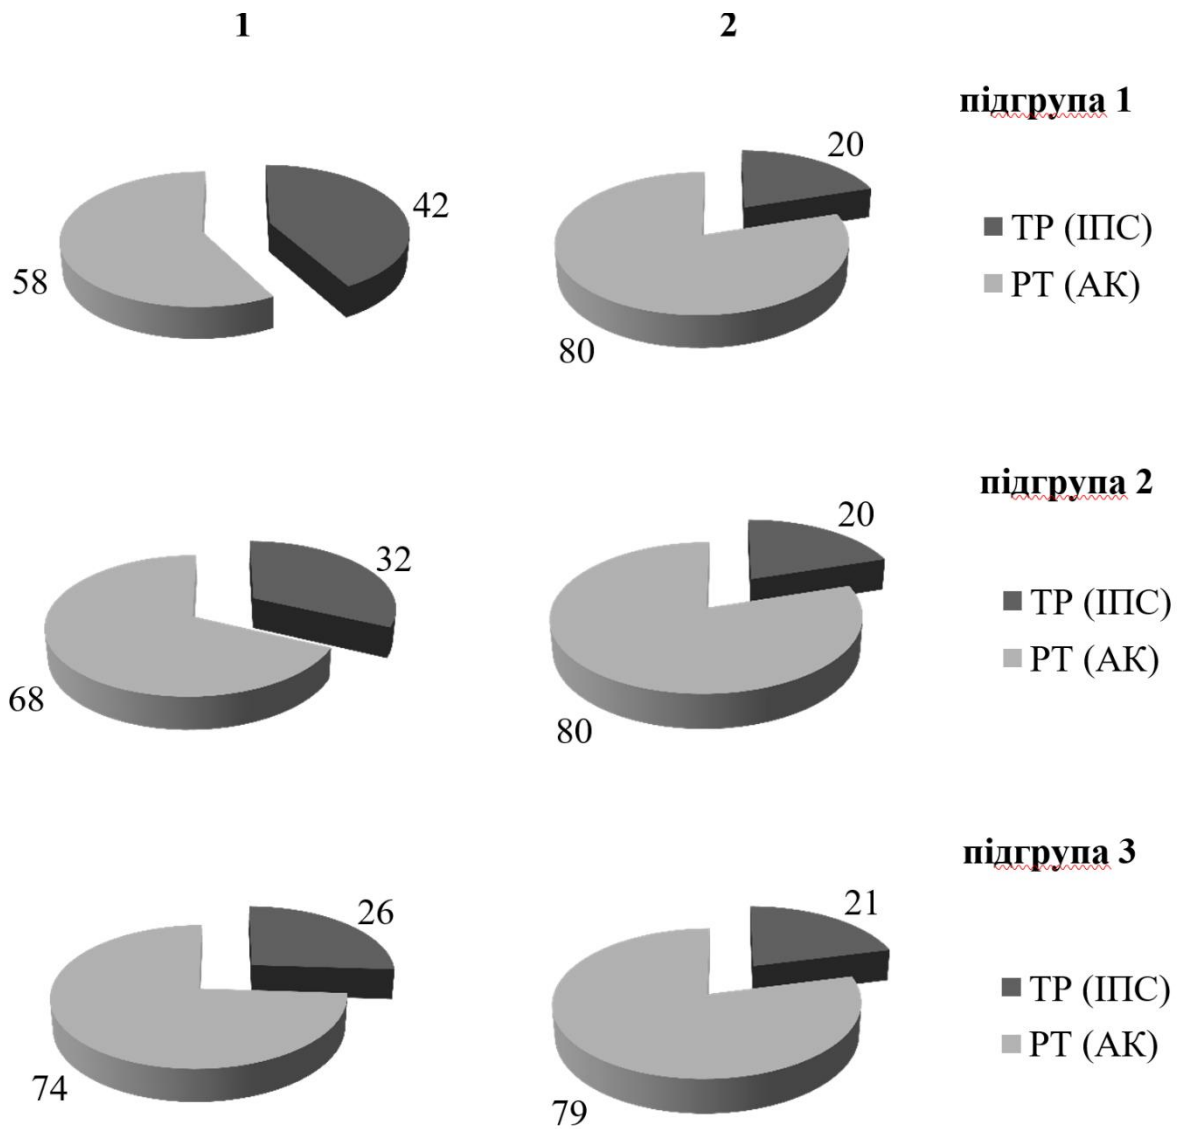 1
2
підгрупа 1
42
58
20
80
ТР (ІПС)
РТ (АК)
підгрупа 2
32
68
20
80
ТР (ІПС)
РТ (АК)
підгрупа 3
26
74
21
79
ТР (ІПС)
РТ (АК)